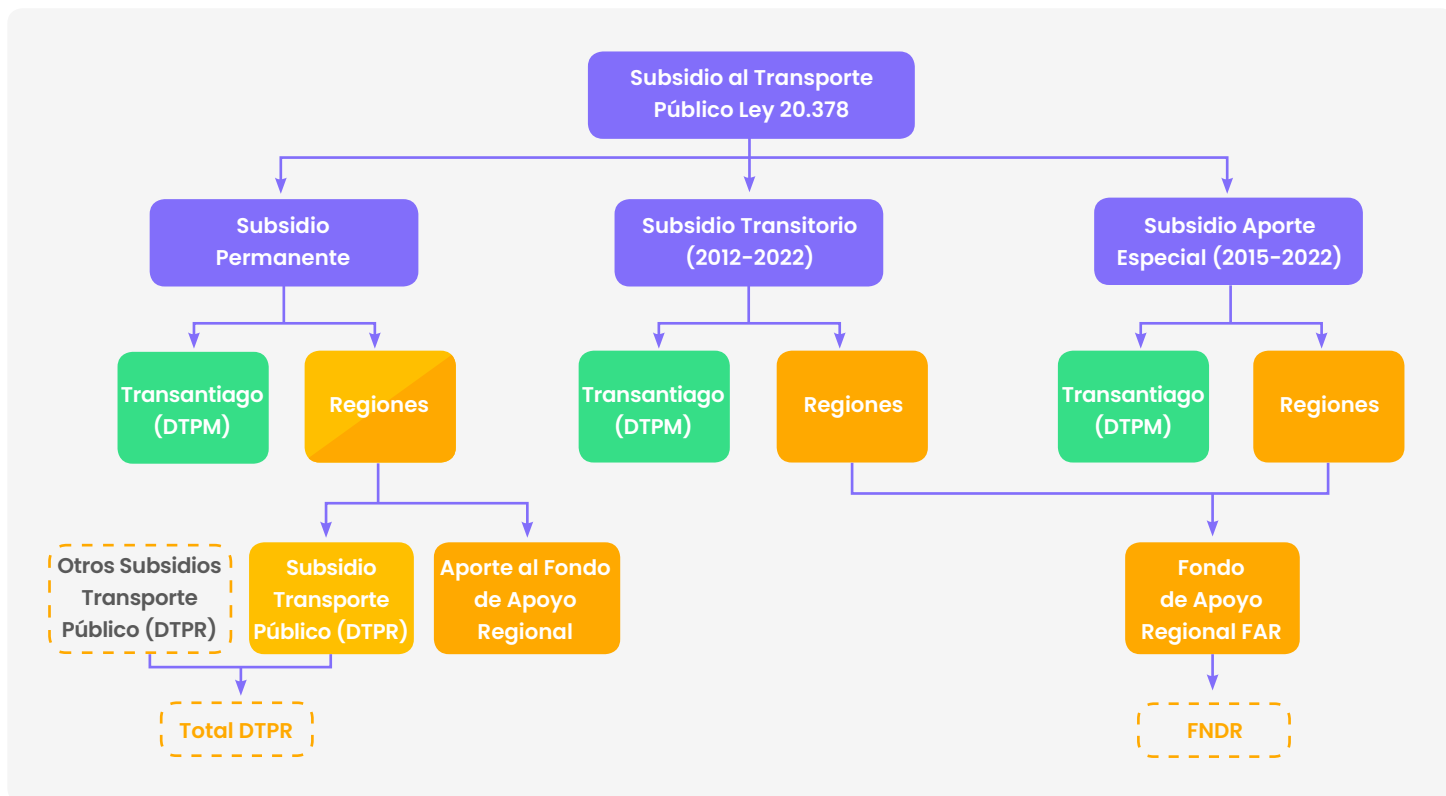 Subsidio al Transporte
Público Ley 20.378
Subsidio
Permanente
Subsidio Transitorio
(2012-2022)
Subsidio Aporte
Especial (2015-2022)
Transantiago
(DTPM)
Regiones
Transantiago
(DTPM)
Regiones
Transantiago
(DTPM)
Regiones
Otros Subsidios
Transporte
Público (DTPR)
Subsidio
Transporte
Público (DTPR)
Aporte al Fondo
de Apoyo
Regional
Fondo
de Apoyo
Regional FAR
Total DTPR
FNDR